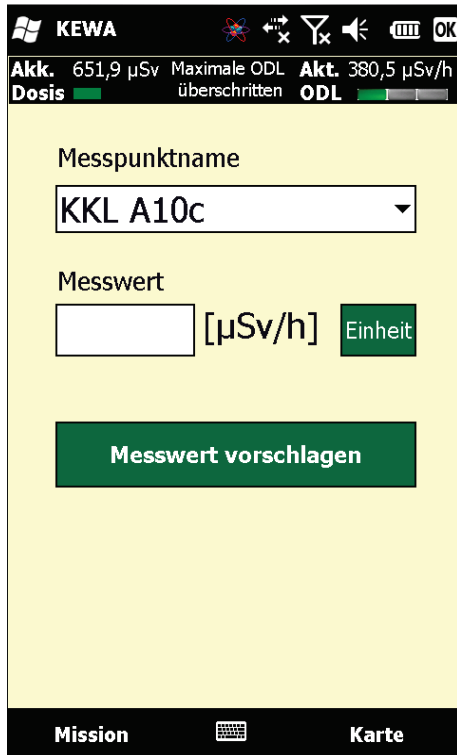 KEWA OK
Akk. 651,9 µSv Maximale ODL Akt. 380,5 µSv/h
Dosis überschritten ODL
Messpunktname
KKL A10c
Messwert
[µSv/h] Einheit
Messwert vorschlagen
Mission Karte